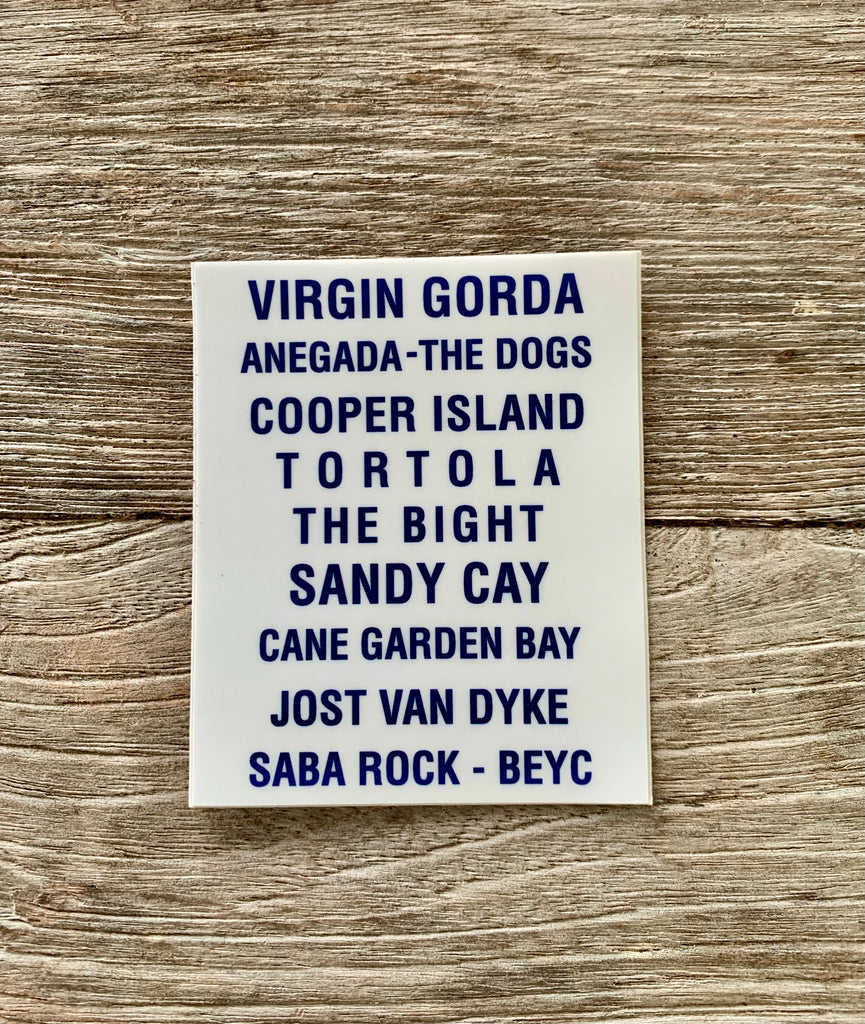 VIRGIN GORDA
ANEGADA-THE DOGS
COOPER ISLAND
TORTOLA
THE BIGHT
SANDY CAY
CANE GARDEN BAY
JOST VAN DYKE
SABA ROCK - BEYC